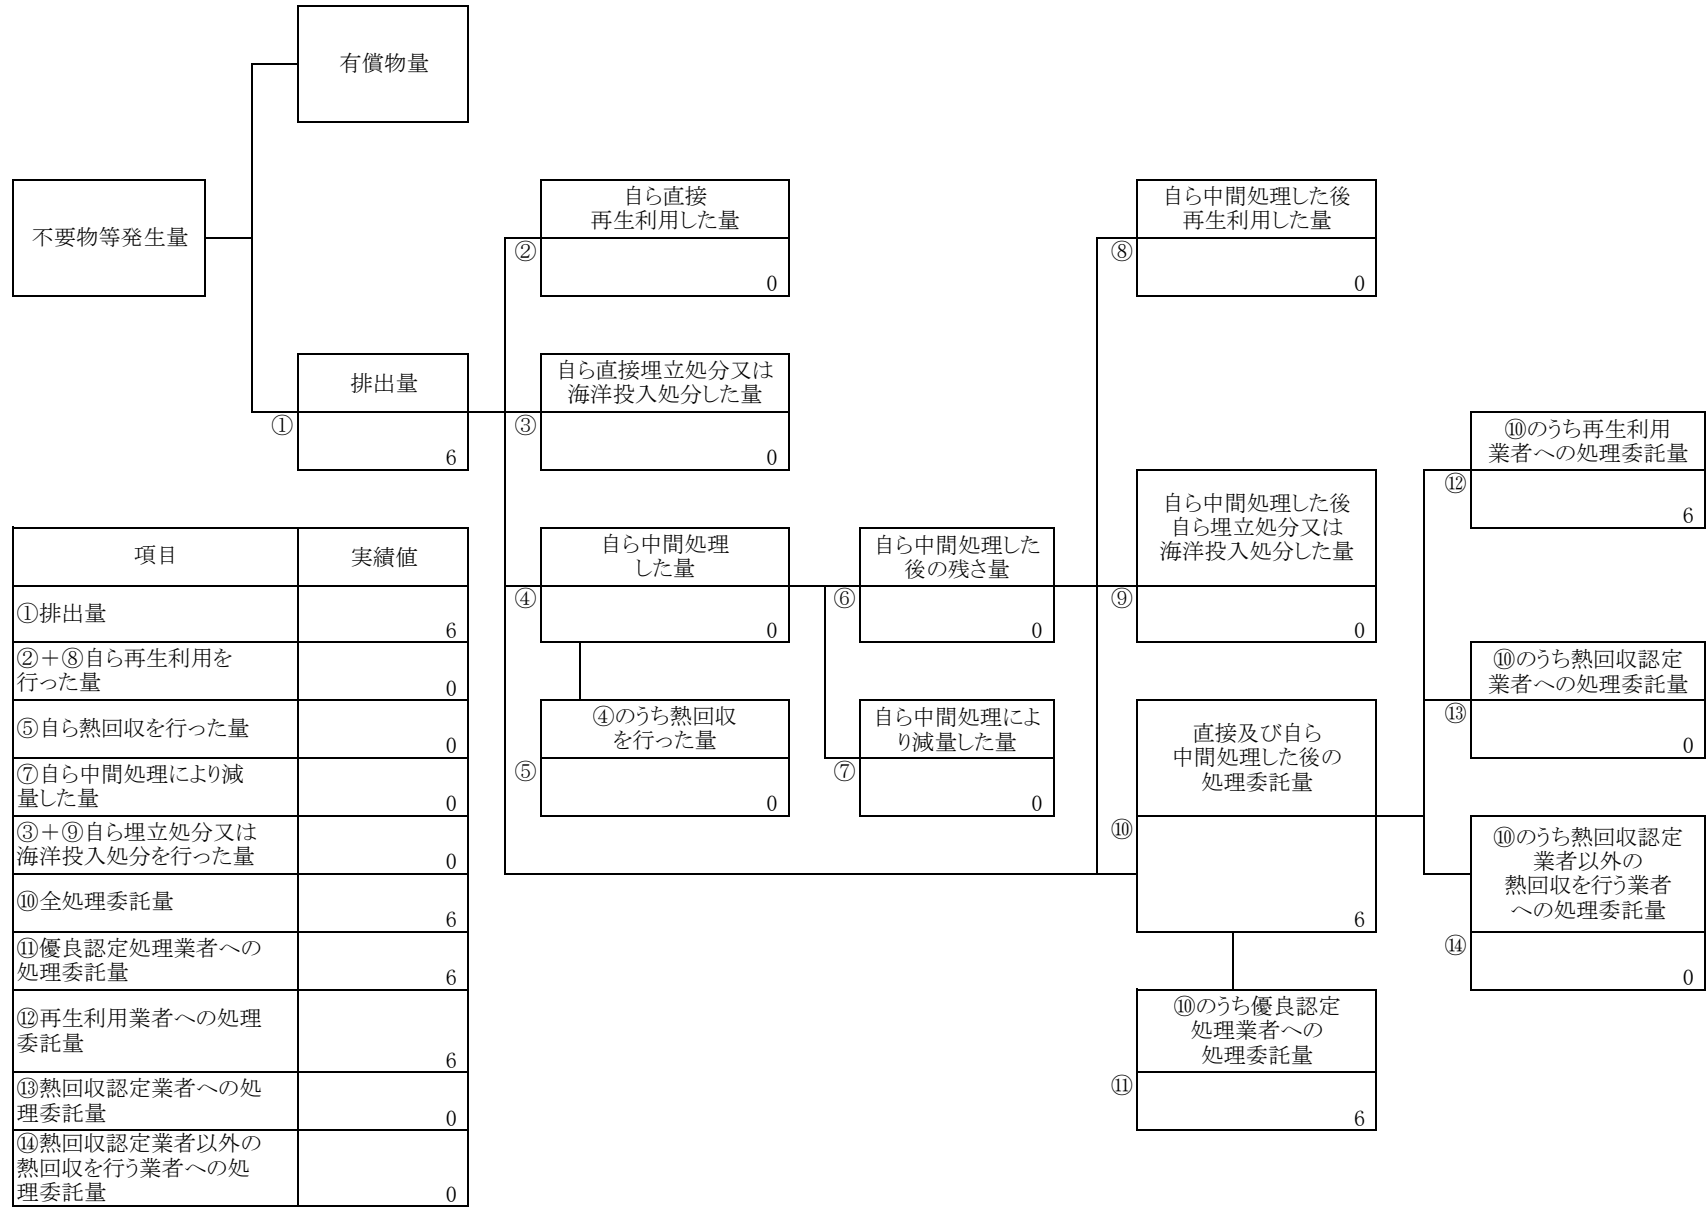 有償物量
不要物等発生量
自ら直接
再生利用した量
②
0
自ら中間処理した後
再生利用した量
⑧
0
排出量
①
6
自ら直接埋立処分又は
海洋投入処分した量
③
0
⑩のうち再生利用
業者への処理委託量
⑫
6
自ら中間処理した後
自ら埋立処分又は
海洋投入処分した量
⑨
0
自ら中間処理
した量
④
0
自ら中間処理した
後の残さ量
⑥
0
⑩のうち熱回収認定
業者への処理委託量
⑬
0
④のうち熱回収
を行った量
⑤
0
自ら中間処理によ
り減量した量
⑦
0
直接及び自ら
中間処理した後の
処理委託量
⑩
6
⑩のうち熱回収認定
業者以外の
熱回収を行う業者
への処理委託量
⑭
0
⑩のうち優良認定
処理業者への
処理委託量
⑪
6
項目
実績値
①排出量
6
②＋⑧自ら再生利用を
行った量
0
⑤自ら熱回収を行った量
0
⑦自ら中間処理により減
量した量
0
③＋⑨自ら埋立処分又は
海洋投入処分を行った量
0
⑩全処理委託量
6
⑪優良認定処理業者への
処理委託量
6
⑫再生利用業者への処理
委託量
6
⑬熱回収認定業者への処
理委託量
0
⑭熱回収認定業者以外の
熱回収を行う業者への処
理委託量
0